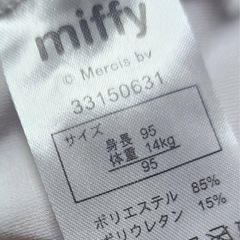 miffy
© Mercis bv
33150631
サイズ
身長 95
体重 14kg
95
ポリエステル 85%
ポリウレタン 15%